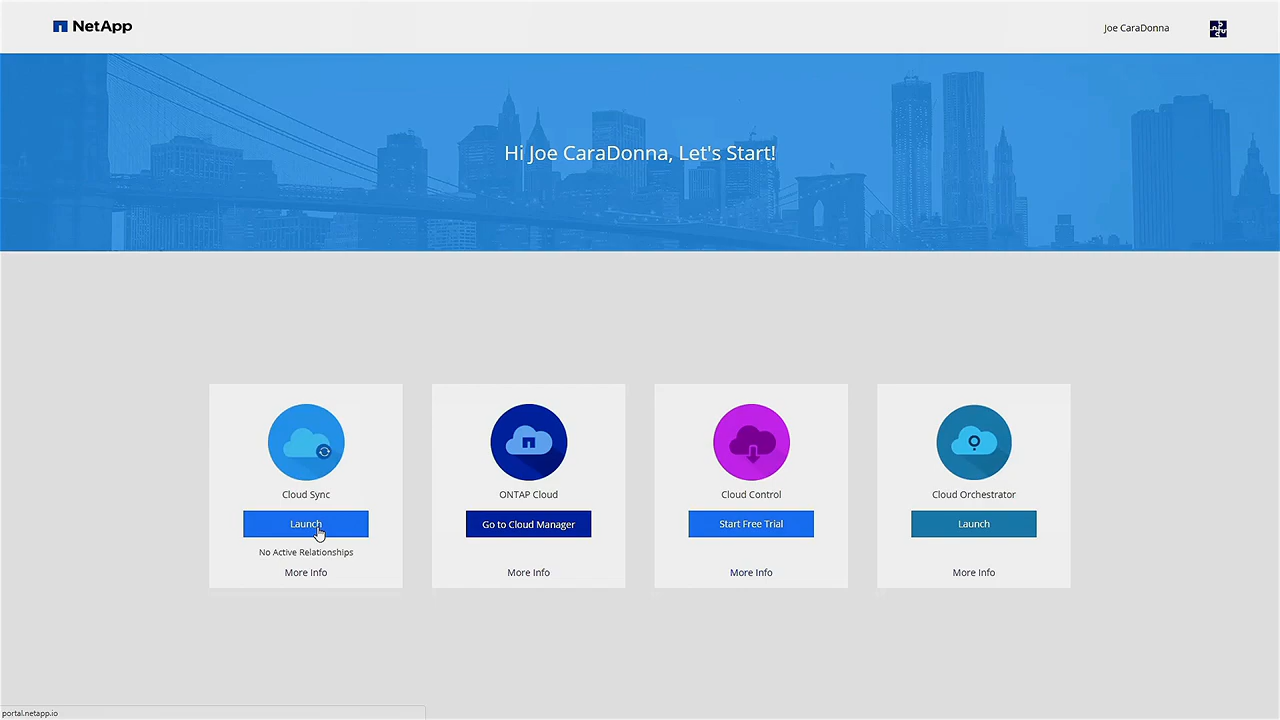 NetApp
Joe CaraDonna
Hi Joe CaraDonna, Let's Start!
Cloud Sync
Launch
No Active Relationships
More Info
ONTAP Cloud
Go to Cloud Manager
More Info
Cloud Control
Start Free Trial
More Info
Cloud Orchestrator
Launch
More Info
portal.netapp.io